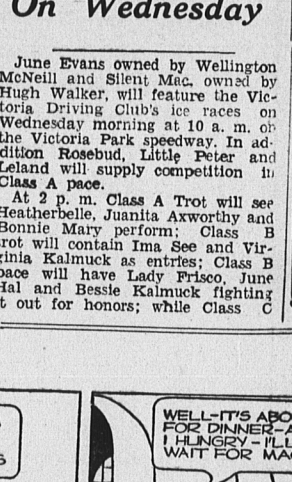 On Wednesday
June Evans owned by Wellington
McNeill and Silent Mac, owned by
Hugh Walker, will feature the Vic-
toria Driving Club's ice races on
Wednesday morning at 10 a. m. on
the Victoria Park speedway. In ad-
dition Rosebud, Little Peter and
Leland will supply competition in
Class A pace.
At 2 p. m. Class A Trot will see
Heatherbelle, Juanita Axworthy and
Bonnie Mary perform; Class B
trot will contain Ima See and Vir-
ginia Kalmuck as entries; Class B
pace will have Lady Frisco, June
Hal and Bessie Kalmuck fighting
it out for honors; while Class C
WELL-IT'S ABO
FOR DINNER-A
I HUNGRY-I'LL
WAIT FOR MA